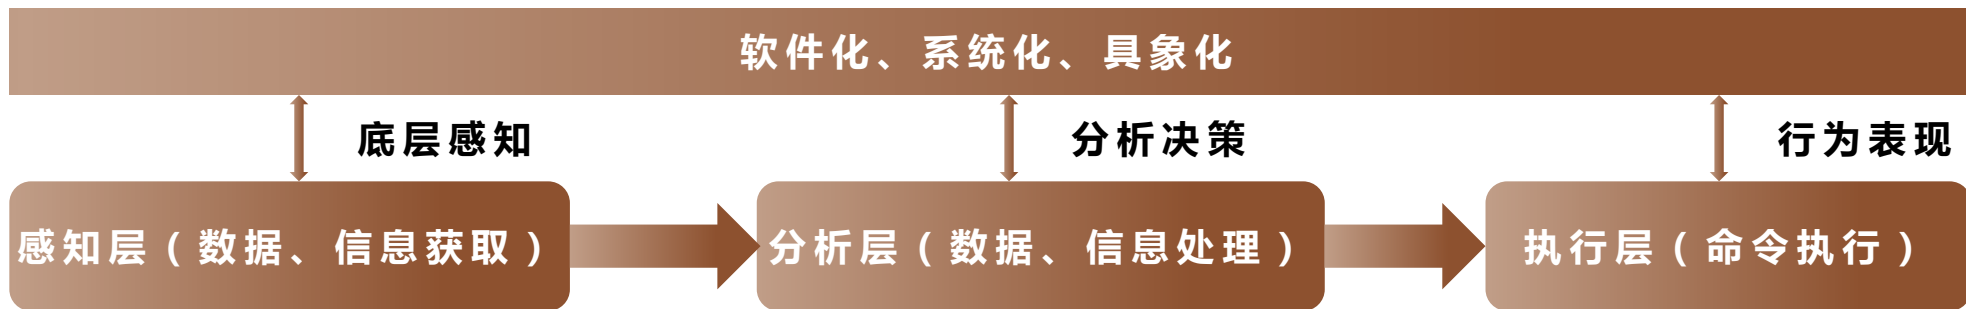 软件化、系统化、具象化
底层感知
分析决策
行为表现
感知层（数据、信息获取）
分析层（数据、信息处理）
执行层（命令执行）